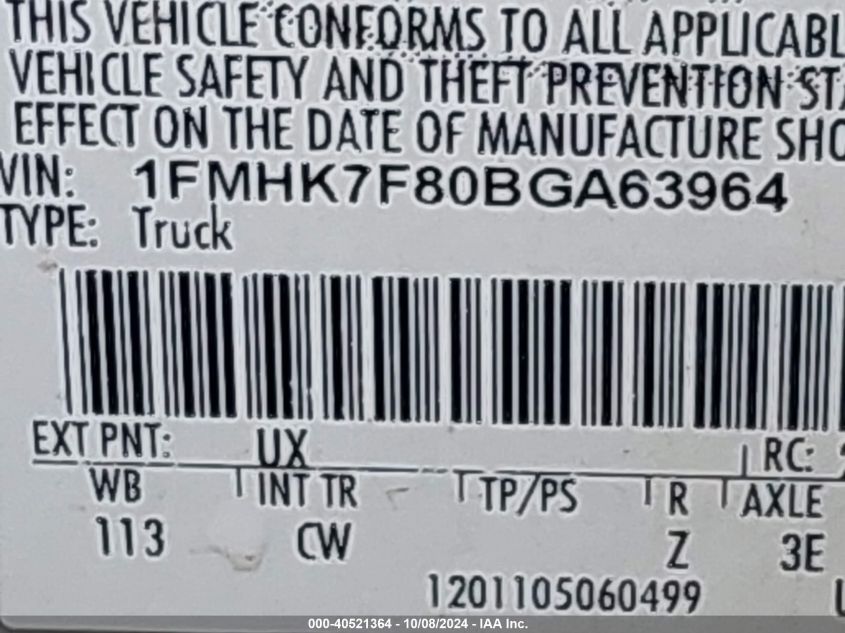 THIS VEHICLE CONFORMS TO ALL APPLICABL
VEHICLE SAFETY AND THEFT PREVENTION STA
EFFECT ON THE DATE OF MANUFACTURE SHO
VIN: 1FMHK7F80BGA63964
TYPE: Truck
EXT PNT: UX RC:
WB INT TR TP/PS R AXLE
113 CW Z 3E
1201105060499
000-40521364 - 10/08/2024 - IAA Inc.